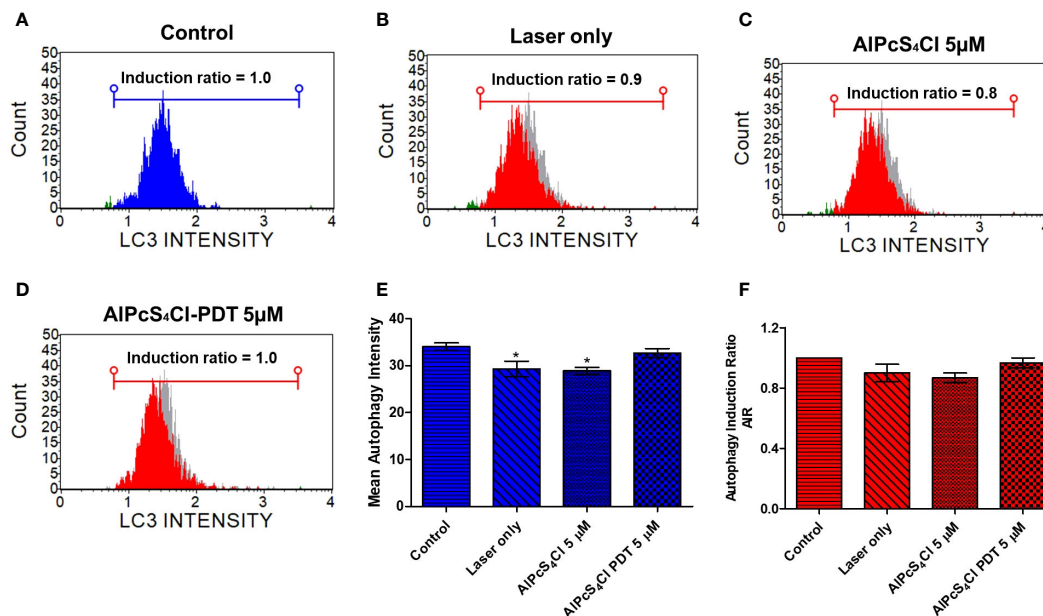 A
Control
50
45
40
35
30
25
20
15
10
5
0
Induction ratio = 1.0
Count
0 1 2 3 4
LC3 INTENSITY
B
Laser only
50
45
40
35
30
25
20
15
10
5
0
Induction ratio = 0.9
Count
0 1 2 3 4
LC3 INTENSITY
C
AlPcS₄Cl 5µM
50
45
40
35
30
25
20
15
10
5
0
Induction ratio = 0.8
Count
0 1 2 3 4
LC3 INTENSITY
D
AlPcS₄Cl-PDT 5µM
50
45
40
35
30
25
20
15
10
5
0
Induction ratio = 1.0
Count
0 1 2 3 4
LC3 INTENSITY
E
Mean Autophagy Intensity
40
30
20
10
0
* *
Control
Laser only
AlPcS₄Cl 5 µM
AlPcS₄Cl PDT 5 µM
F
Autophagy Induction Ratio
AIR
1.2
0.8
0.4
0.0
Control
Laser only
AlPcS₄Cl 5 µM
AlPcS₄Cl PDT 5 µM